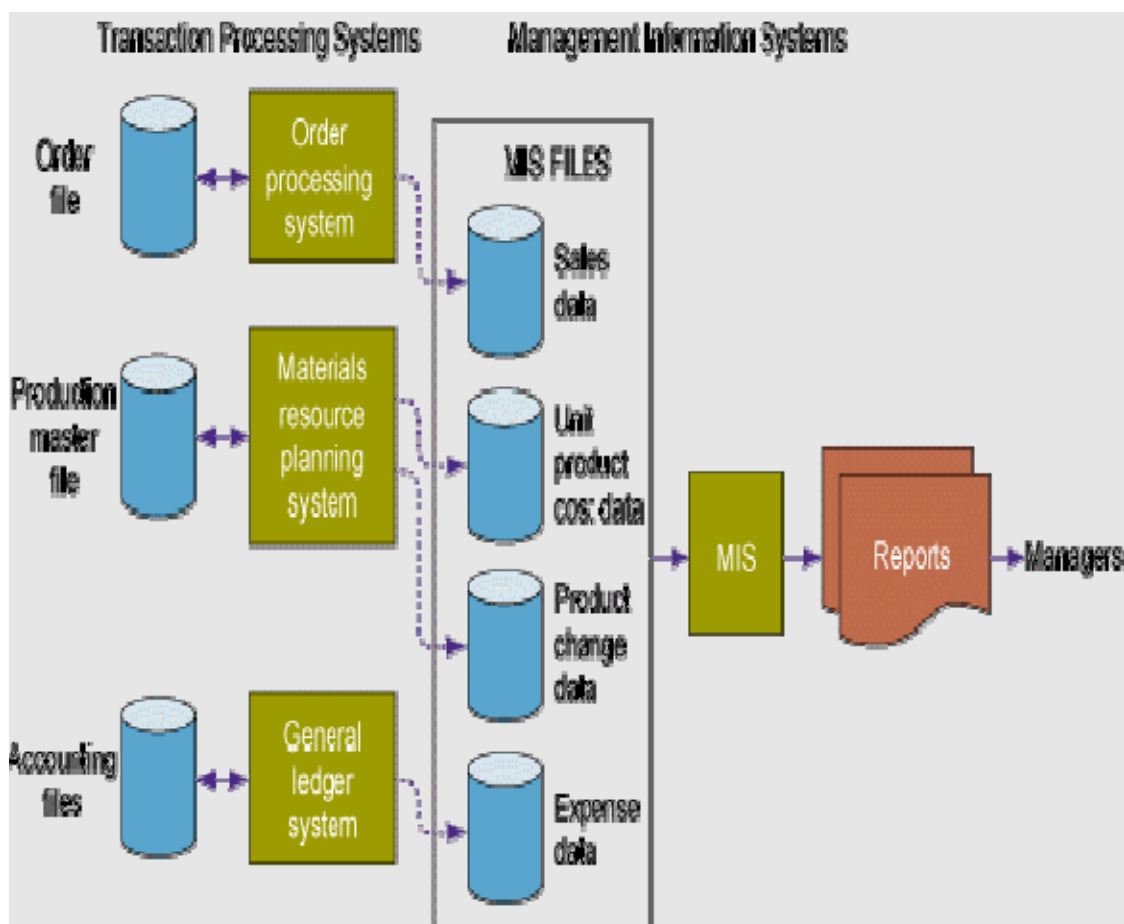 Transaction Processing Systems
Management Information Systems
Order
file
Order
processing
system
MIS FILES
Sales
data
Production
master
file
Materials
resource
planning
system
Unit
product
cost data
MIS
Reports
Managers
Product
change
data
Accounting
files
General
ledger
system
Expense
data